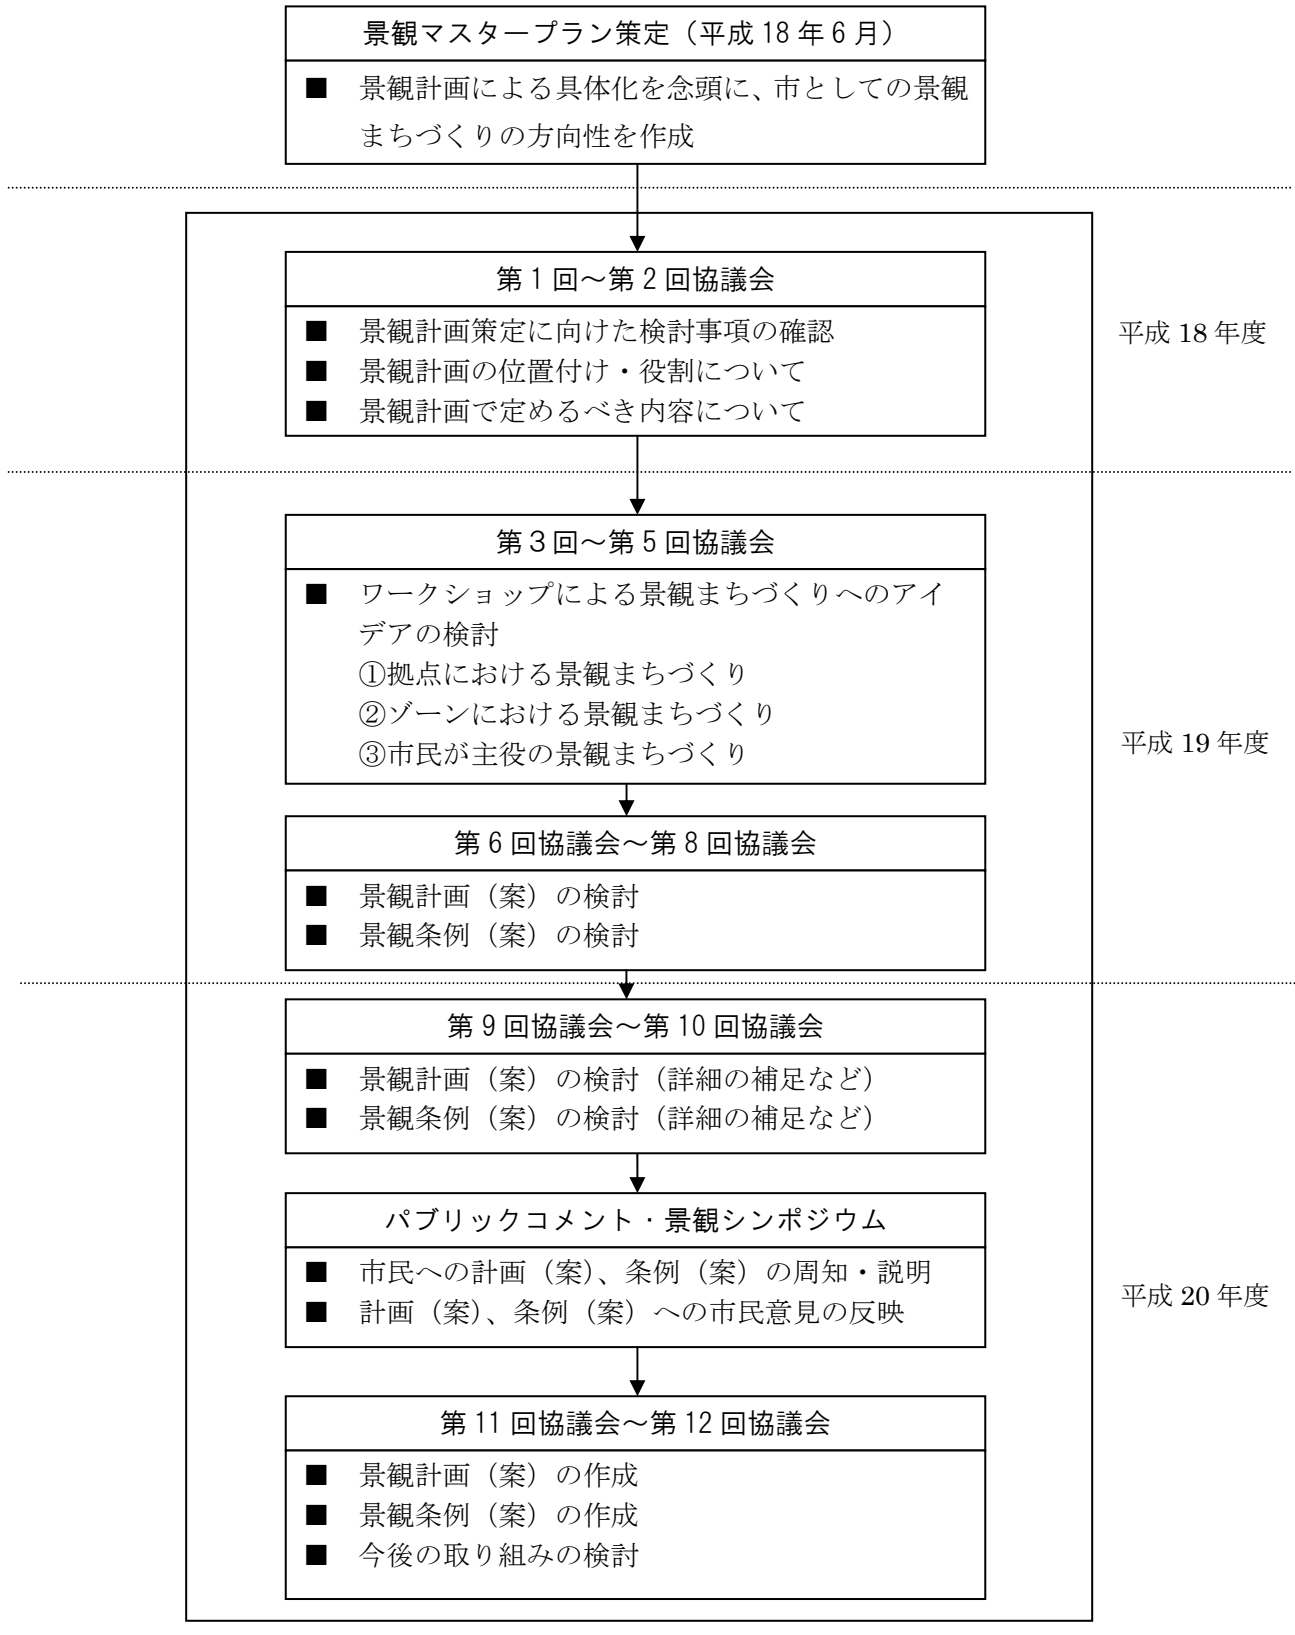 景観マスタープラン策定（平成 18 年 6 月）
■ 景観計画による具体化を念頭に、市としての景観
まちづくりの方向性を作成
第 1 回～第 2 回協議会
■ 景観計画策定に向けた検討事項の確認
■ 景観計画の位置付け・役割について
■ 景観計画で定めるべき内容について
平成 18 年度
第３回～第 5 回協議会
■ ワークショップによる景観まちづくりへのアイ
デアの検討
①拠点における景観まちづくり
②ゾーンにおける景観まちづくり
③市民が主役の景観まちづくり
平成 19 年度
第 6 回協議会～第 8 回協議会
■ 景観計画（案）の検討
■ 景観条例（案）の検討
第 9 回協議会～第 10 回協議会
■ 景観計画（案）の検討（詳細の補足など）
■ 景観条例（案）の検討（詳細の補足など）
パブリックコメント・景観シンポジウム
■ 市民への計画（案）、条例（案）の周知・説明
■ 計画（案）、条例（案）への市民意見の反映
平成 20 年度
第 11 回協議会～第 12 回協議会
■ 景観計画（案）の作成
■ 景観条例（案）の作成
■ 今後の取り組みの検討